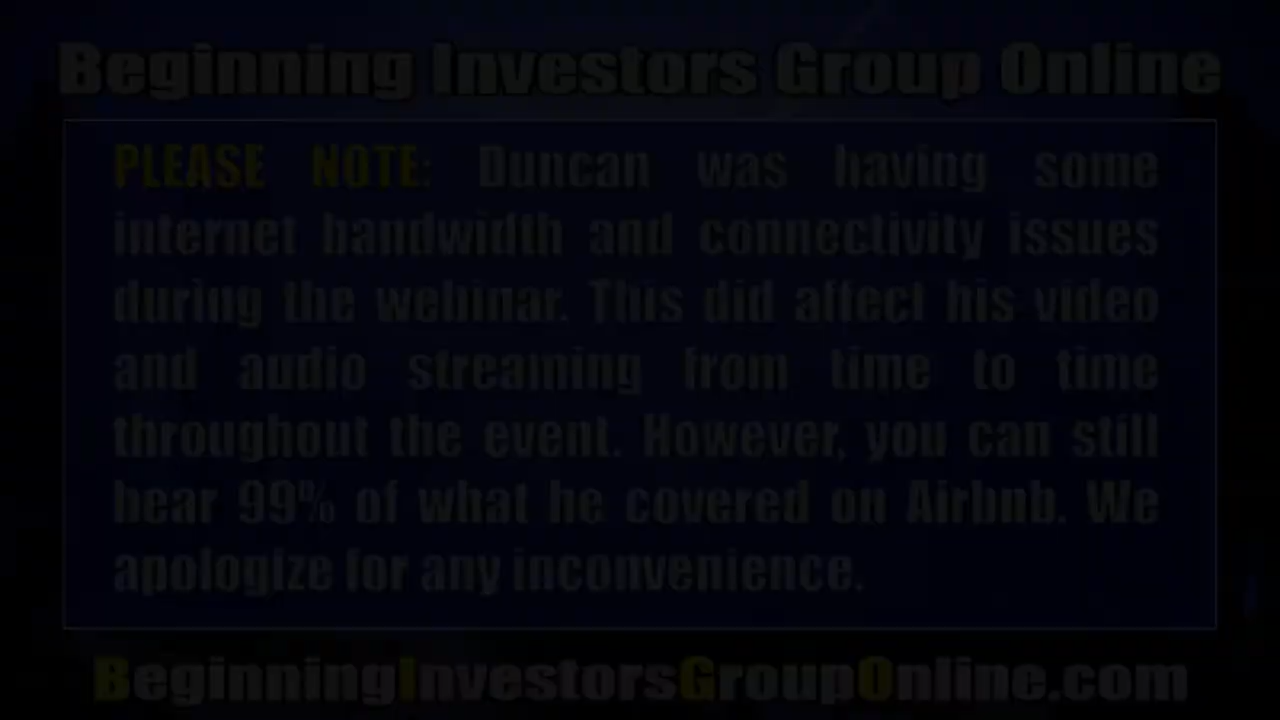 Beginning Investors Group Online
PLEASE NOTE: Duncan was having some
internet bandwidth and connectivity issues
during the webinar. This did affect his video
and audio streaming from time to time
throughout the event. However, you can still
hear 99% of what he covered on Airbnb. We
apologize for any inconvenience.
BeginningInvestorsGroupOnline.com